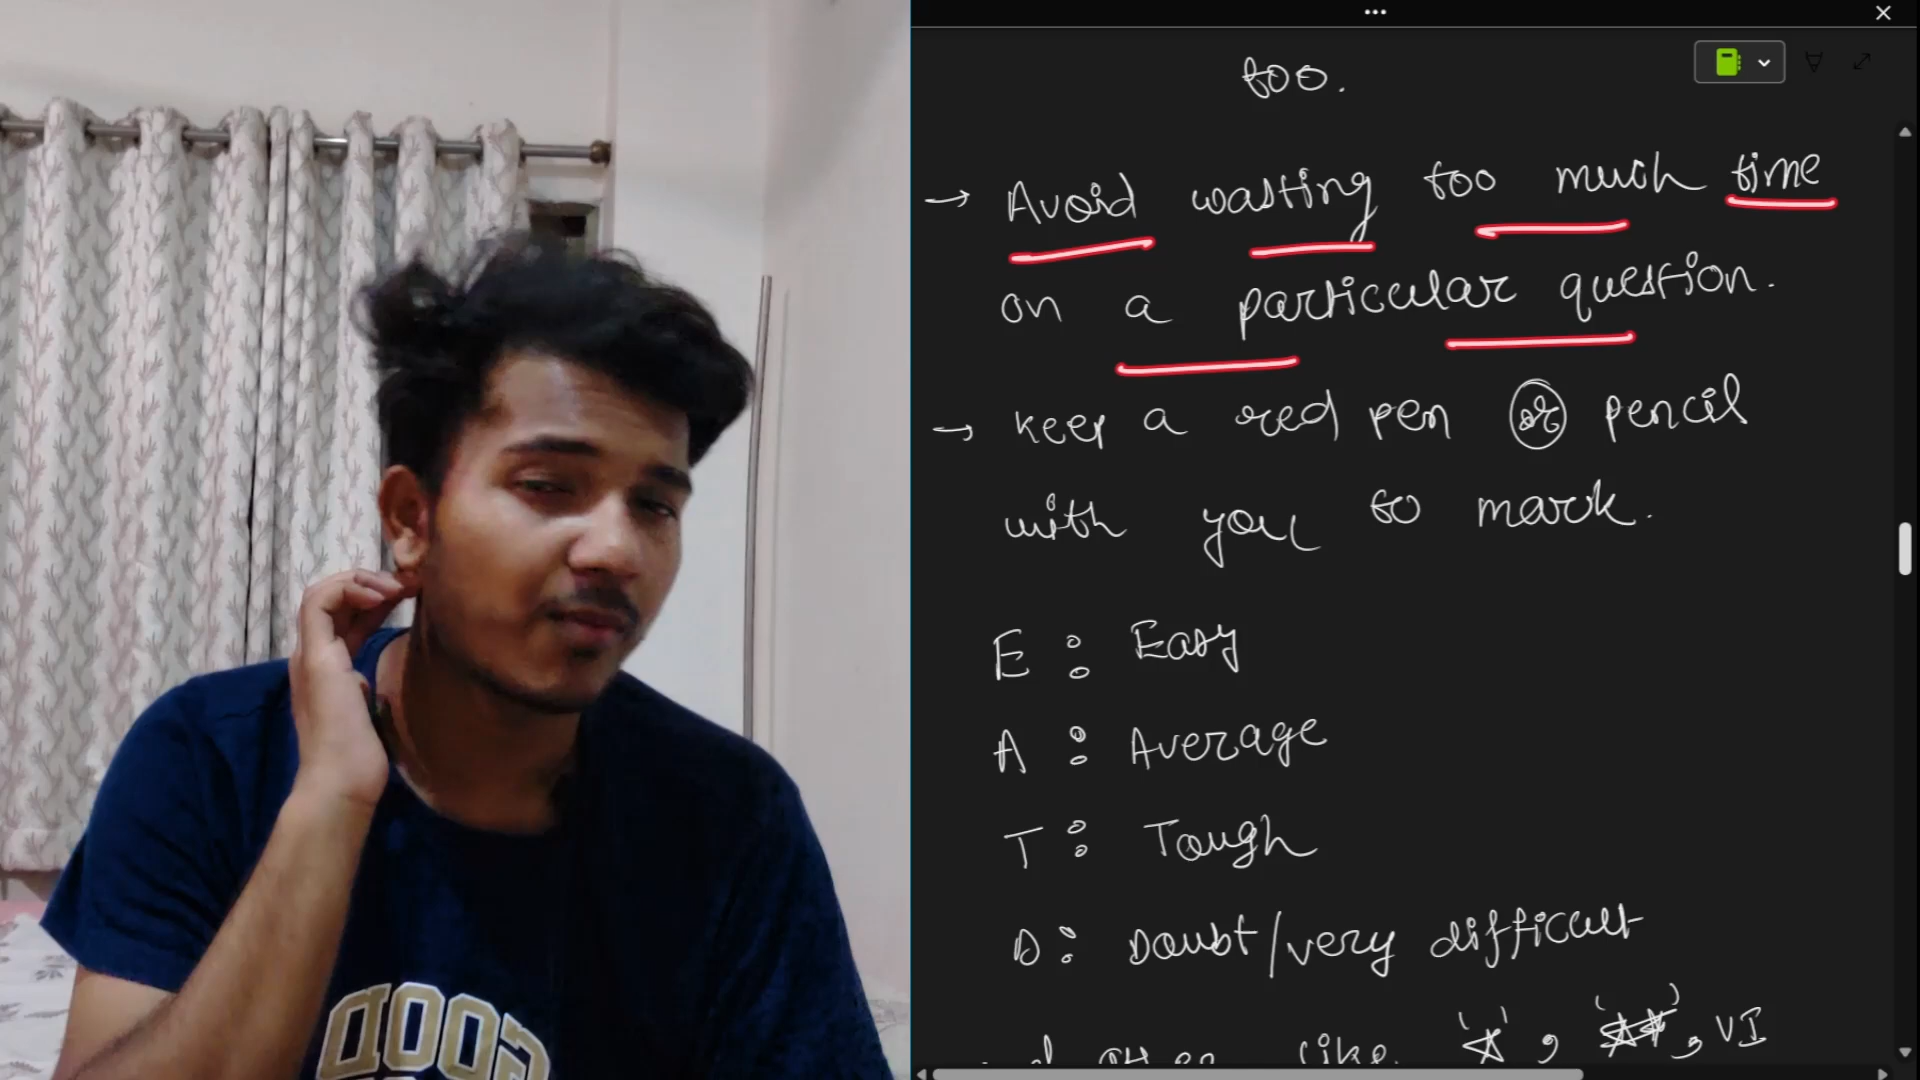 too.
→ Avoid wasting too much time
on a particular question.
→ Keep a red pen or pencil
with you to mark.
E : Easy
A : Average
T : Tough
D : Doubt/very difficult
like '☆', '☆☆', VI
GOOD